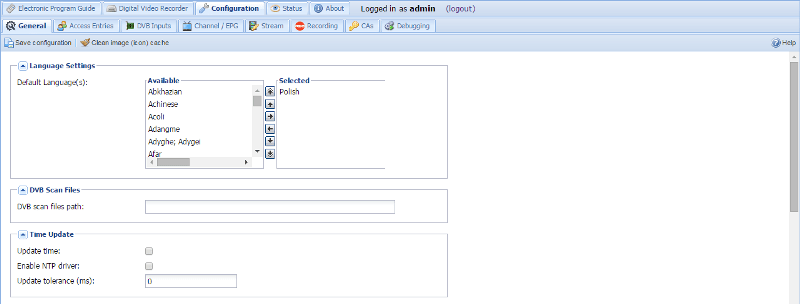 Electronic Program Guide Digital Video Recorder Configuration Status About Logged in as admin (logout)
General Access Entries DVB Inputs Channel / EPG Stream Recording CAs Debugging
Save configuration Clean image (icon) cache Help
Language Settings
Default Language(s):
Available
Abkhazian
Achinese
Acoli
Adangme
Adyghe; Adygei
Afar
Selected
Polish
DVB Scan Files
DVB scan files path:
Time Update
Update time:
Enable NTP driver:
Update tolerance (ms): 0